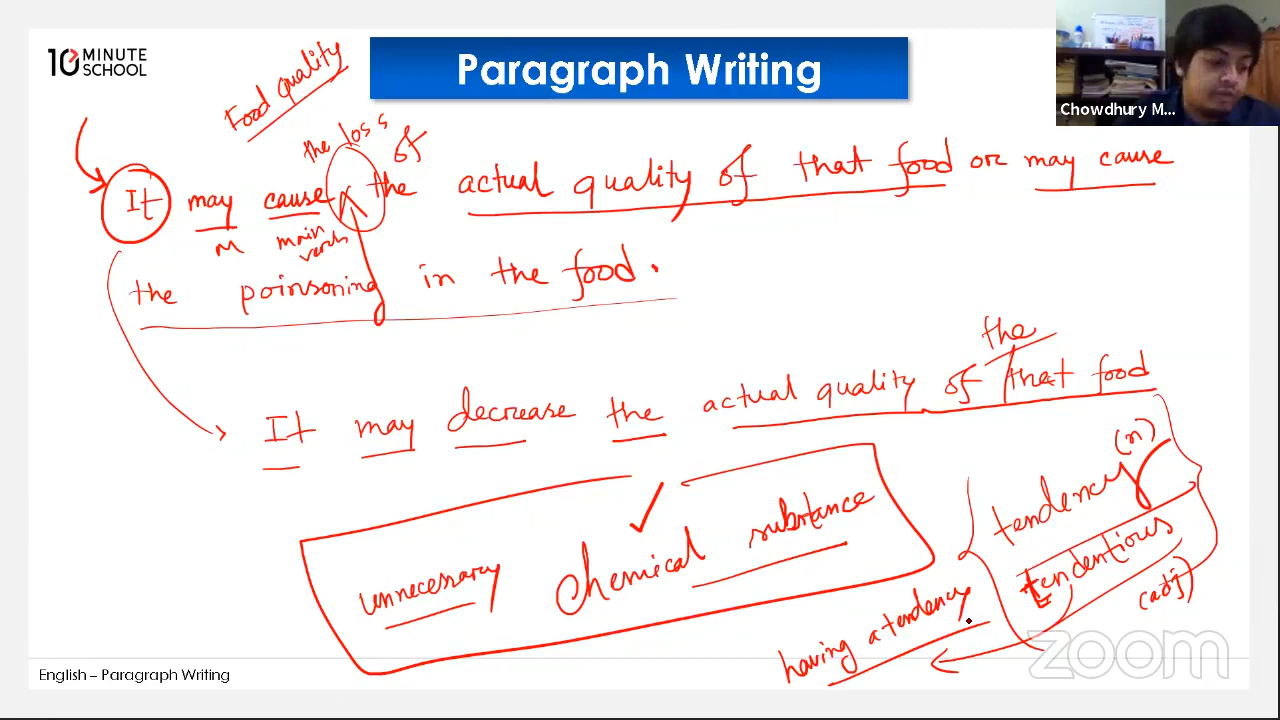 10 MINUTE SCHOOL
Paragraph Writing
Chowdhury M...
Food quality
the loss of
It may cause the actual quality of that food or may cause
M main verb
the poinsoning in the food.
the
It may decrease the actual quality of that food
unnecessary chemical substance
tendency (n)
tendentious
(adj)
having a tendency
English – Paragraph Writing
zoom